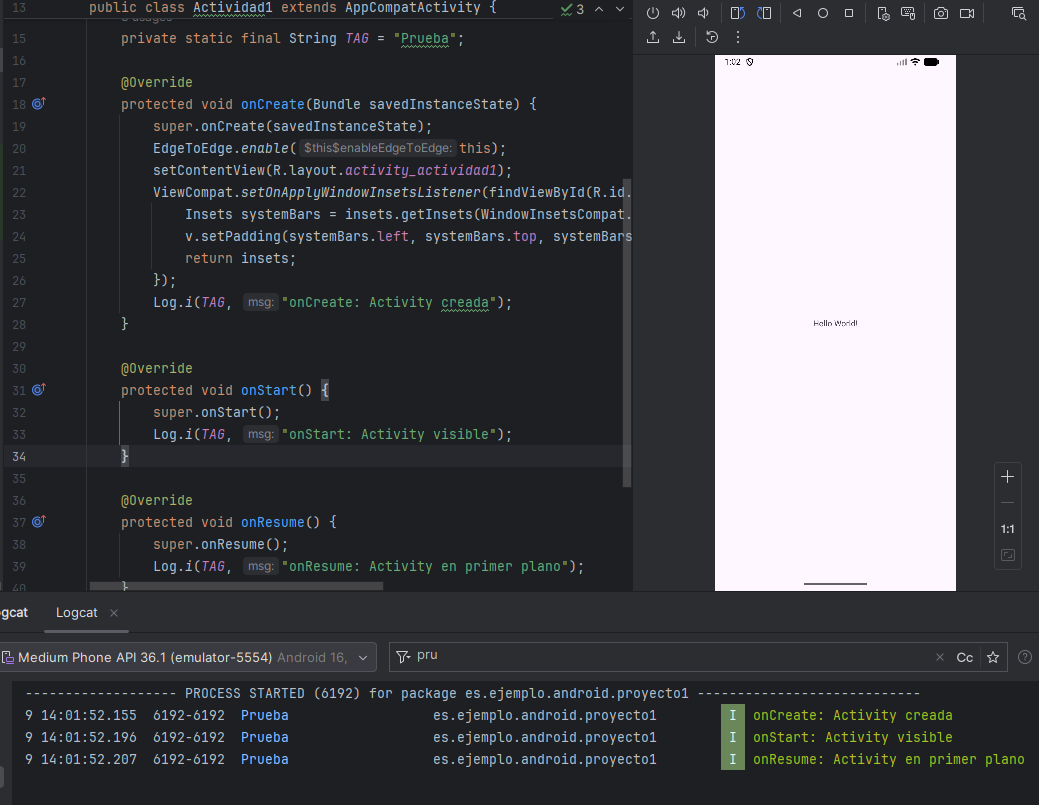 13 public class Actividad1 extends AppCompatActivity {
3
15 private static final String TAG = "Prueba";
16
17 @Override
18 protected void onCreate(Bundle savedInstanceState) {
19 super.onCreate(savedInstanceState);
20 EdgeToEdge.enable( $this$enableEdgeToEdge: this);
21 setContentView(R.layout.activity_actividad1);
22 ViewCompat.setOnApplyWindowInsetsListener(findViewById(R.id.
23 Insets systemBars = insets.getInsets(WindowInsetsCompat.
24 v.setPadding(systemBars.left, systemBars.top, systemBars
25 return insets;
26 });
27 Log.i(TAG, msg: "onCreate: Activity creada");
28 }
29
30 @Override
31 protected void onStart() {
32 super.onStart();
33 Log.i(TAG, msg: "onStart: Activity visible");
34 }
35
36 @Override
37 protected void onResume() {
38 super.onResume();
39 Log.i(TAG, msg: "onResume: Activity en primer plano");
40 }
1:02
Hello World!
1:1
gcat Logcat
Medium Phone API 36.1 (emulator-5554) Android 16,
pru
Cc
------------------- PROCESS STARTED (6192) for package es.ejemplo.android.proyecto1 ----------------------------
9 14:01:52.155 6192-6192 Prueba es.ejemplo.android.proyecto1 I onCreate: Activity creada
9 14:01:52.196 6192-6192 Prueba es.ejemplo.android.proyecto1 I onStart: Activity visible
9 14:01:52.207 6192-6192 Prueba es.ejemplo.android.proyecto1 I onResume: Activity en primer plano